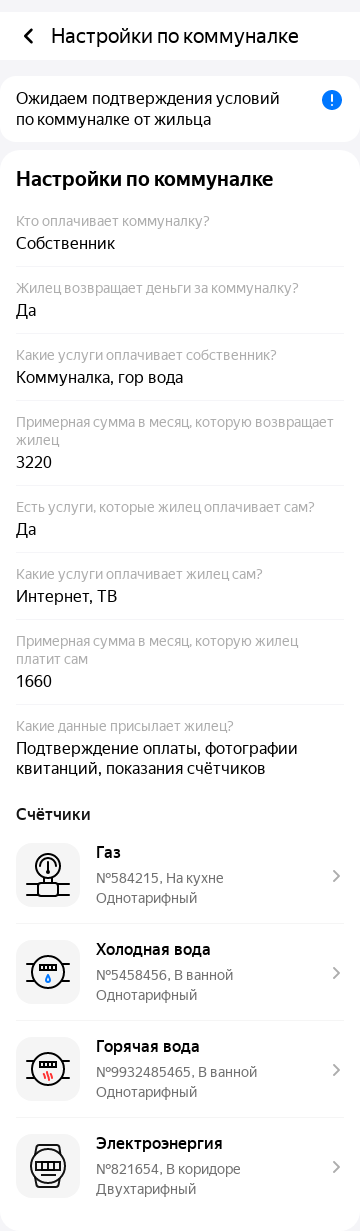 Настройки по коммуналке
Ожидаем подтверждения условий
по коммуналке от жильца
Настройки по коммуналке
Кто оплачивает коммуналку?
Собственник
Жилец возвращает деньги за коммуналку?
Да
Какие услуги оплачивает собственник?
Коммуналка, гор вода
Примерная сумма в месяц, которую возвращает
жилец
3220
Есть услуги, которые жилец оплачивает сам?
Да
Какие услуги оплачивает жилец сам?
Интернет, ТВ
Примерная сумма в месяц, которую жилец
платит сам
1660
Какие данные присылает жилец?
Подтверждение оплаты, фотографии
квитанций, показания счётчиков
Счётчики
Газ
№584215, На кухне
Однотарифный
Холодная вода
№5458456, В ванной
Однотарифный
Горячая вода
№9932485465, В ванной
Однотарифный
Электроэнергия
№821654, В коридоре
Двухтарифный